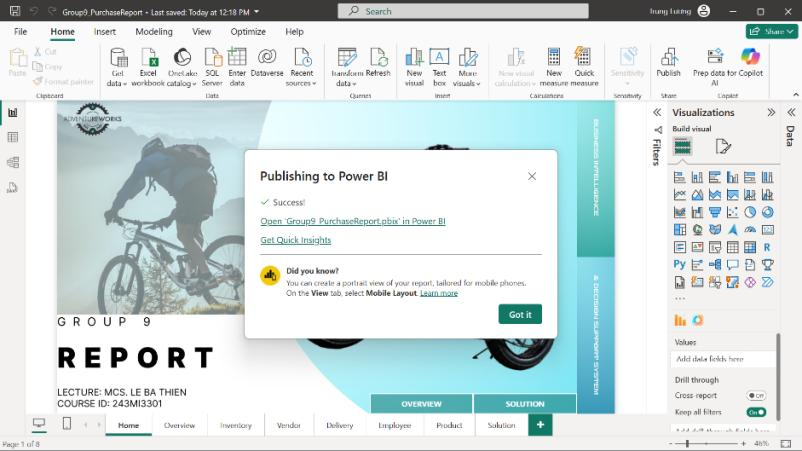 Group9_PurchaseReport • Last saved: Today at 12:18 PM
Search
Trung Lương
File
Home
Insert
Modeling
View
Optimize
Help
Share
Paste
Cut
Copy
Format painter
Clipboard
Get data
Excel workbook
OneLake catalog
SQL Server
Enter data
Dataverse
Recent sources
Data
Transform data
Refresh
Queries
New visual
Text box
More visuals
Insert
New visual calculation
New measure
Quick measure
Calculations
Sensitivity
Sensitivity
Publish
Share
Prep data for AI
Copilot
Copilot
ADVENTUREWORKS
BUSINESS INTELLIGENCE
& DECISION SUPPORT SYSTEM
GROUP 9
REPORT
LECTURE: MCS. LE BA THIEN
COURSE ID: 243MI3301
OVERVIEW
SOLUTION
Publishing to Power BI
Success!
Open 'Group9_PurchaseReport.pbix' in Power BI
Get Quick Insights
Did you know?
You can create a portrait view of your report, tailored for mobile phones.
On the View tab, select Mobile Layout. Learn more
Got it
Filters
Visualizations
Build visual
R
Py
Values
Add data fields here
Drill through
Cross-report
Off
Keep all filters
On
Add drill-through fields here
Data
Home
Overview
Inventory
Vendor
Delivery
Employee
Product
Solution
Page 1 of 8
46%